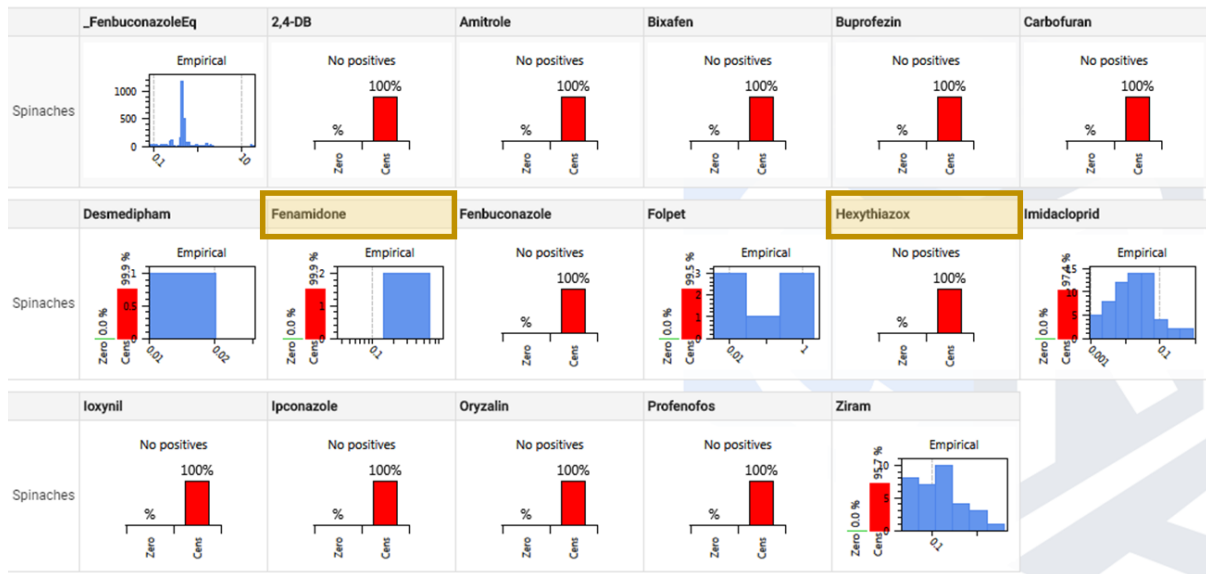 _FenbuconazoleEq 2,4-DB Amitrole Bixafen Buprofezin Carbofuran
Spinaches
Empirical
1000
500
0
0.1 10
No positives
100%
%
Zero Cens
No positives
100%
%
Zero Cens
No positives
100%
%
Zero Cens
No positives
100%
%
Zero Cens
No positives
100%
%
Zero Cens
Desmedipham Fenamidone Fenbuconazole Folpet Hexythiazox Imidacloprid
Spinaches
Empirical
0.0 %
99.9 %
Zero Cens
1
0.5
0
0.01 0.02
Empirical
0.0 %
99.9 %
Zero Cens
2
1
0
0.1
No positives
100%
%
Zero Cens
Empirical
0.0 %
99.5 %
Zero Cens
3
2
1
0
0.01 1
No positives
100%
%
Zero Cens
Empirical
0.0 %
Zero Cens
15
10
5
0
0.001 0.1
Ioxynil Ipconazole Oryzalin Profenofos Ziram
Spinaches
No positives
100%
%
Zero Cens
No positives
100%
%
Zero Cens
No positives
100%
%
Zero Cens
No positives
100%
%
Zero Cens
Empirical
0.0 %
95.7 %
Zero Cens
10
5
0
0.1